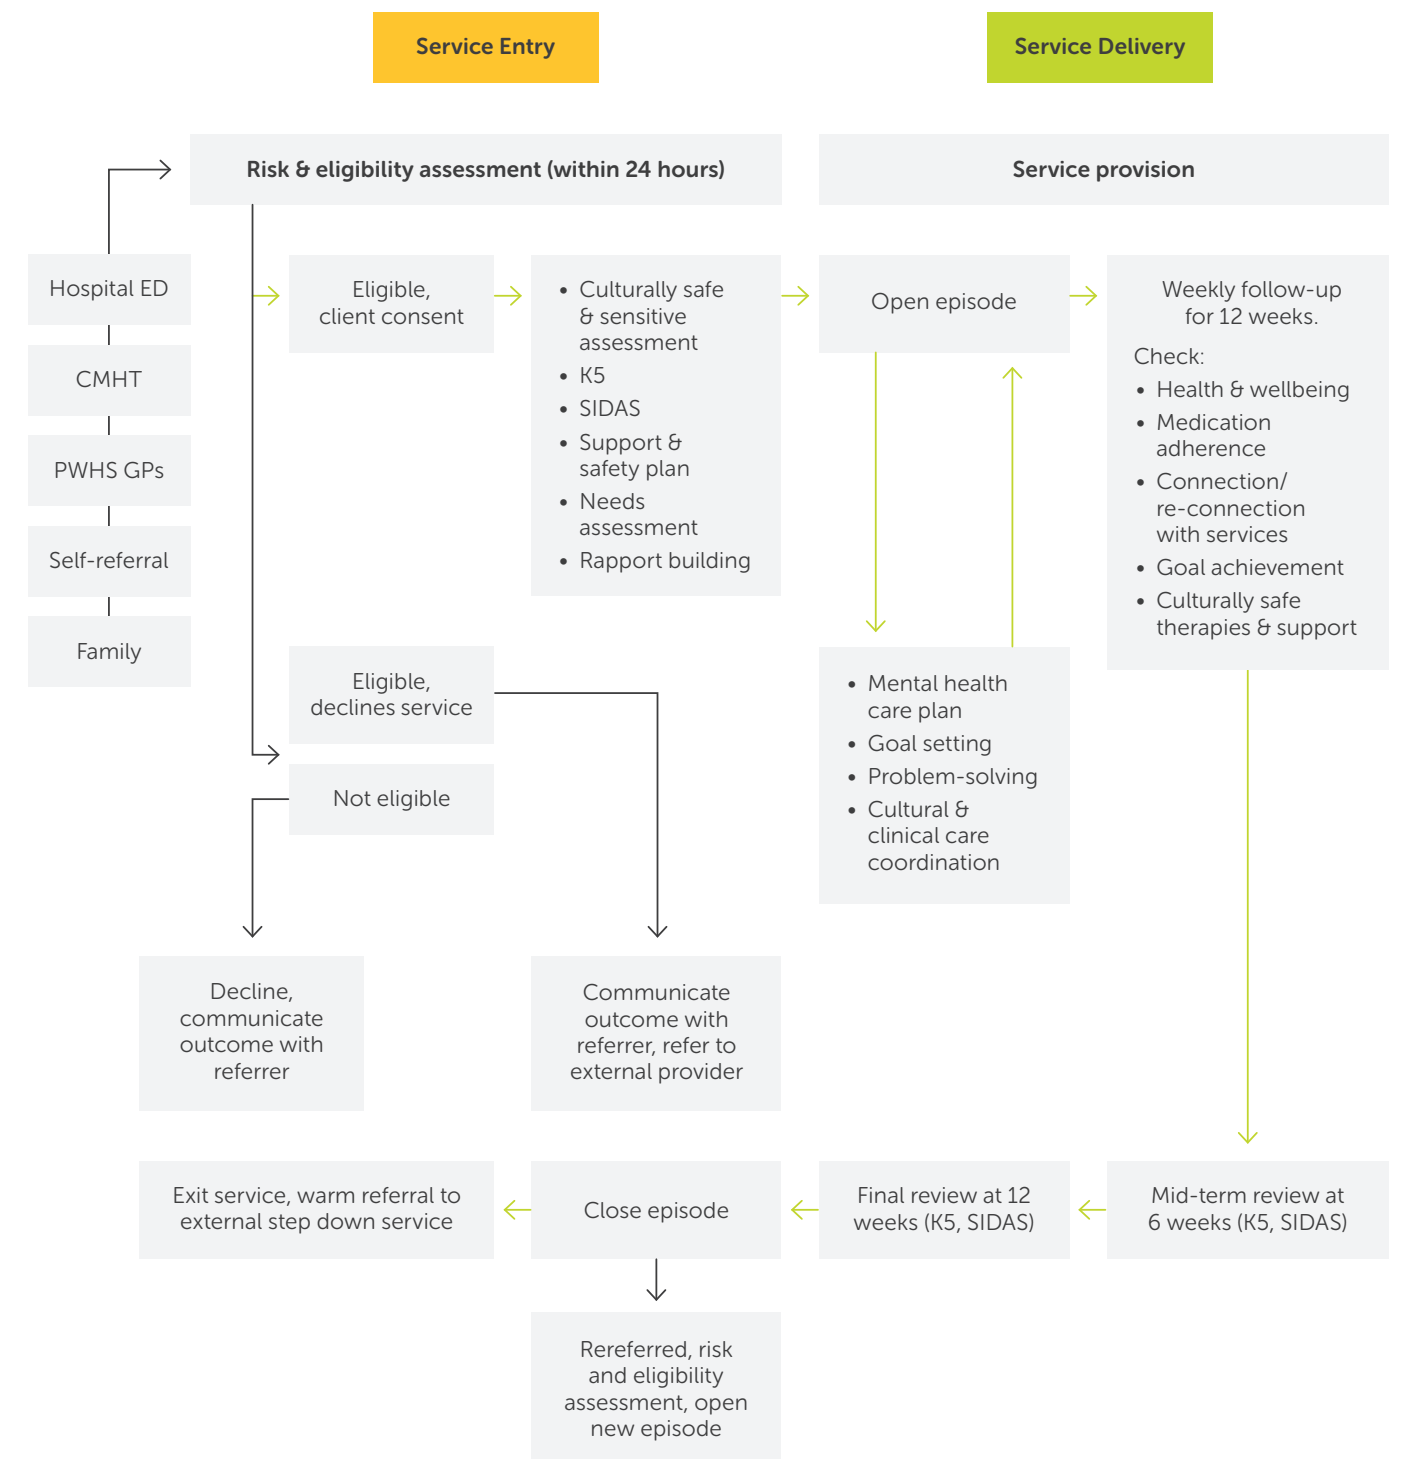 Service Entry
Service Delivery
Risk & eligibility assessment (within 24 hours)
Service provision
Hospital ED
CMHT
PWHS GPs
Self-referral
Family
Eligible,
client consent
• Culturally safe
& sensitive
assessment
• K5
• SIDAS
• Support &
safety plan
• Needs
assessment
• Rapport building
Open episode
Weekly follow-up
for 12 weeks.
Check:
• Health & wellbeing
• Medication
adherence
• Connection/
re-connection
with services
• Goal achievement
• Culturally safe
therapies & support
Eligible,
declines service
Not eligible
• Mental health
care plan
• Goal setting
• Problem-solving
• Cultural &
clinical care
coordination
Decline,
communicate
outcome with
referrer
Communicate
outcome with
referrer, refer to
external provider
Exit service, warm referral to
external step down service
Close episode
Final review at 12
weeks (K5, SIDAS)
Mid-term review at
6 weeks (K5, SIDAS)
Rereferred, risk
and eligibility
assessment, open
new episode